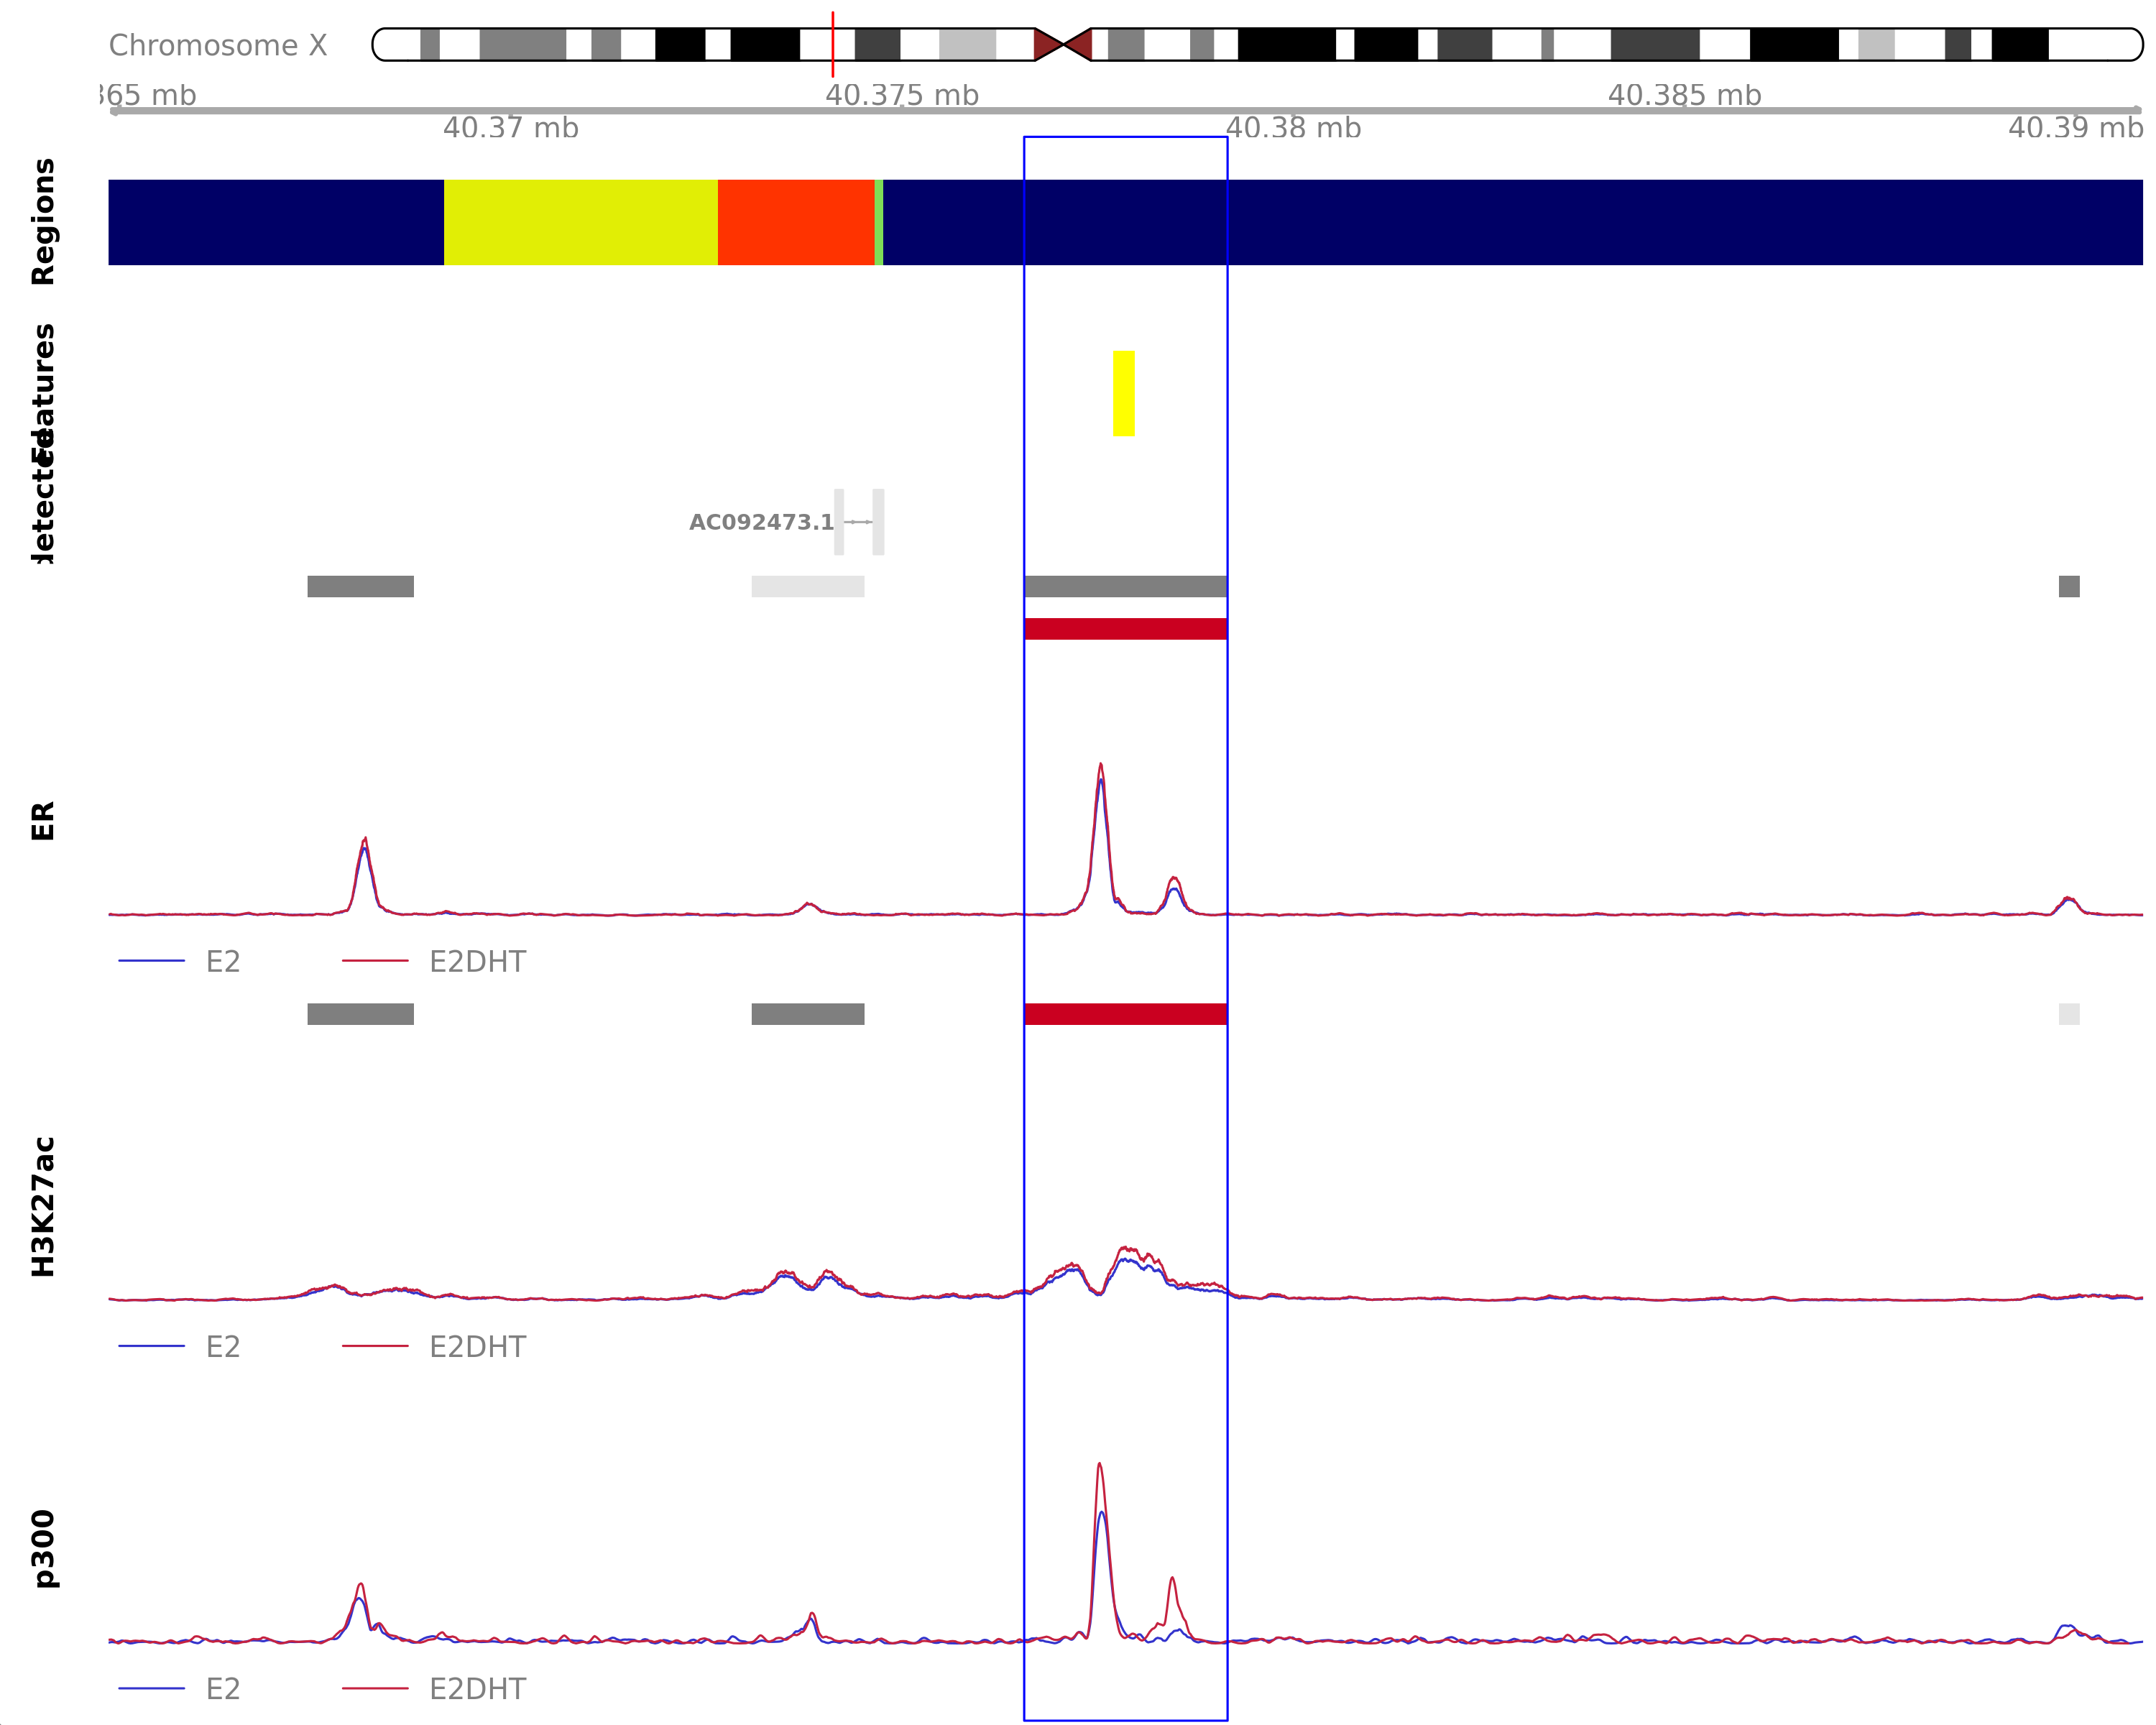 Chromosome X
365 mb
40.375 mb
40.385 mb
40.37 mb
40.38 mb
40.39 mb
Regions
Features
AC092473.1
ER
E2
E2DHT
H3K27ac
E2
E2DHT
p300
E2
E2DHT